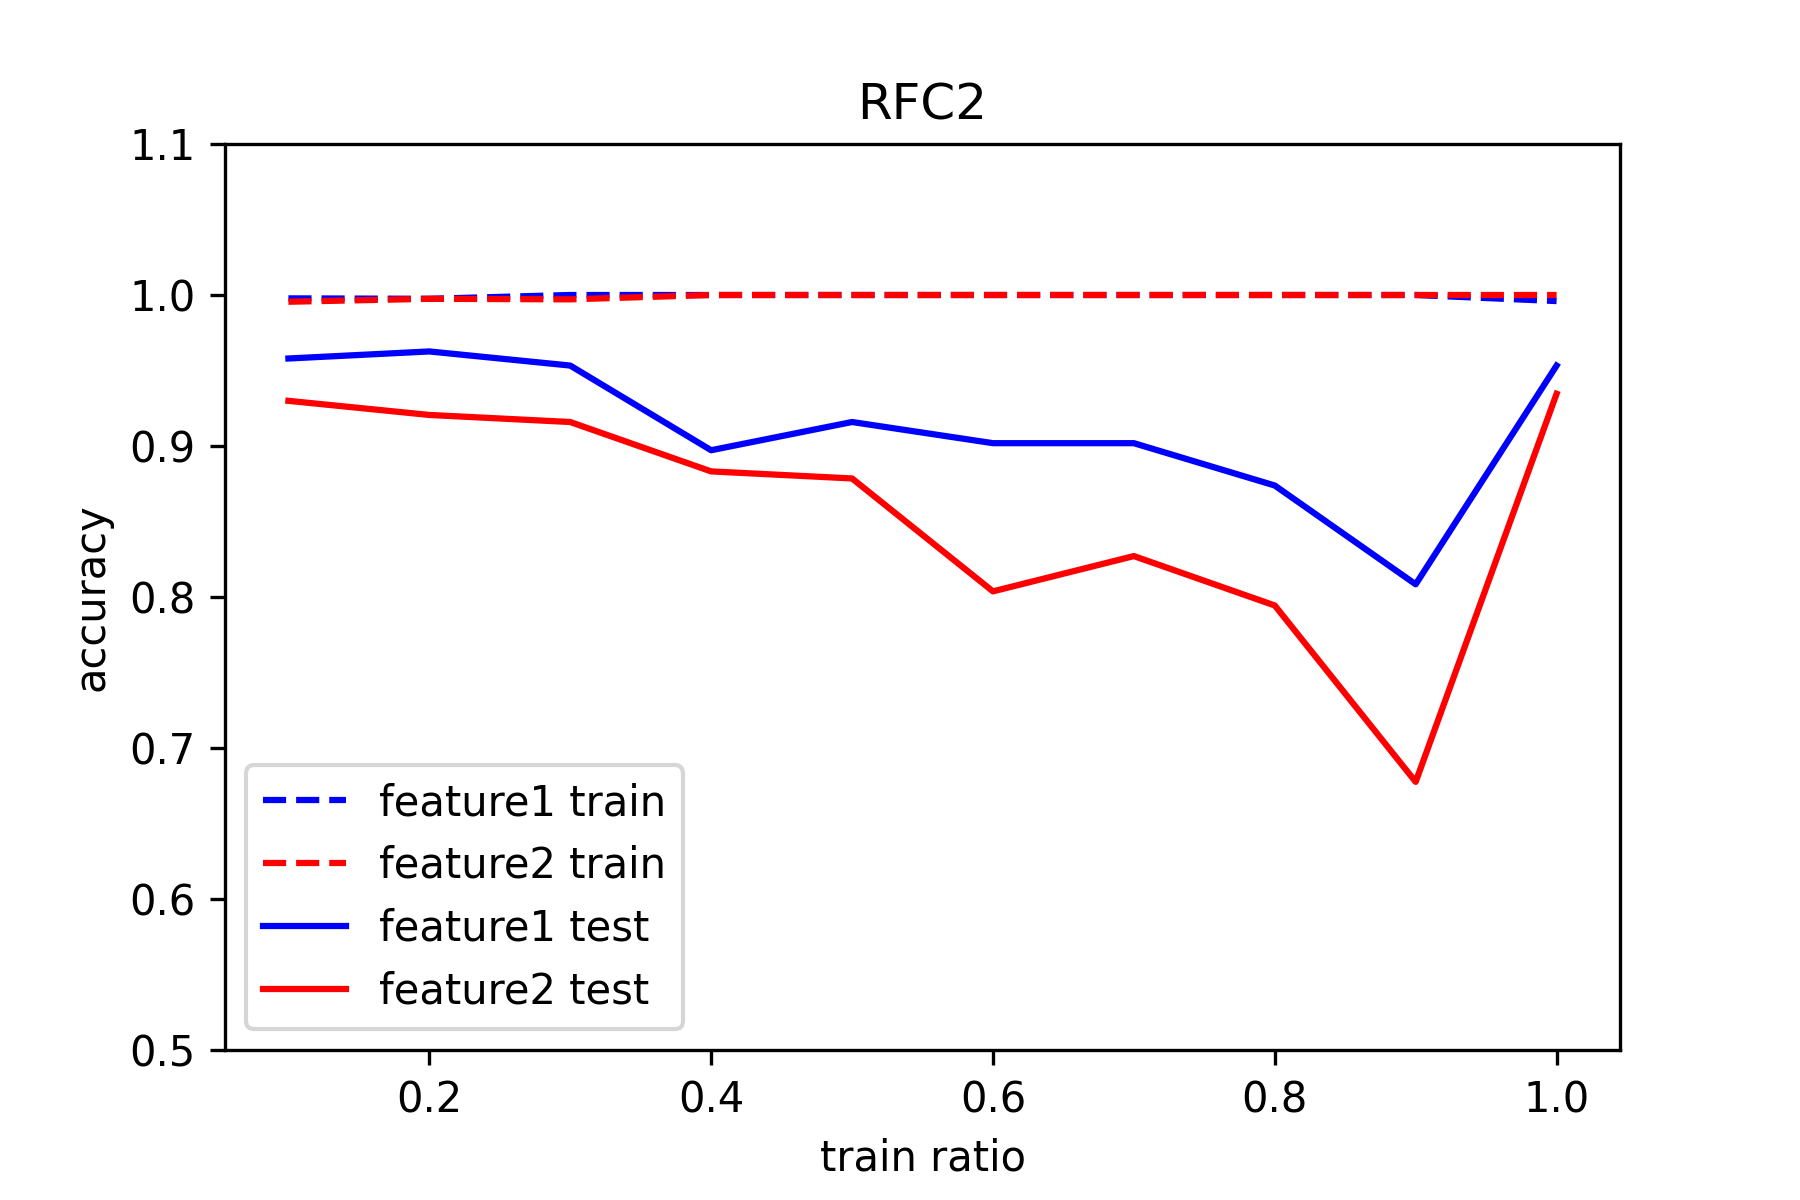 RFC2
1.1
1.0
0.9
0.8
0.7
0.6
0.5
accuracy
feature1 train
feature2 train
feature1 test
feature2 test
0.2 0.4 0.6 0.8 1.0
train ratio